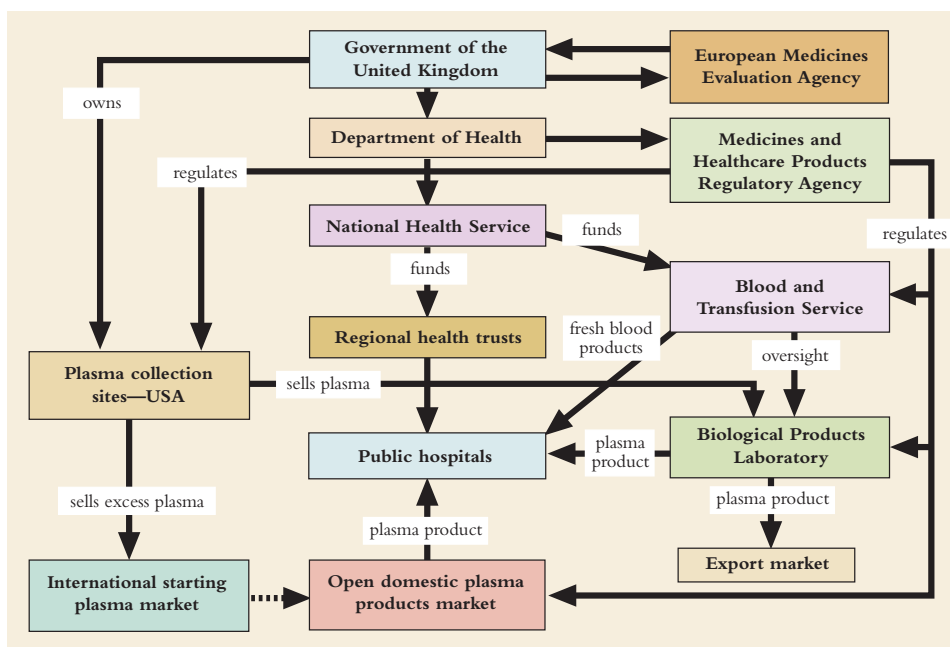 Government of the
United Kingdom
European Medicines
Evaluation Agency
owns
Department of Health
Medicines and
Healthcare Products
Regulatory Agency
regulates
National Health Service
funds
regulates
funds
Blood and
Transfusion Service
Regional health trusts
fresh blood
products
oversight
Plasma collection
sites—USA
sells plasma
Public hospitals
plasma
product
Biological Products
Laboratory
sells excess plasma
plasma product
plasma product
Export market
International starting
plasma market
Open domestic plasma
products market